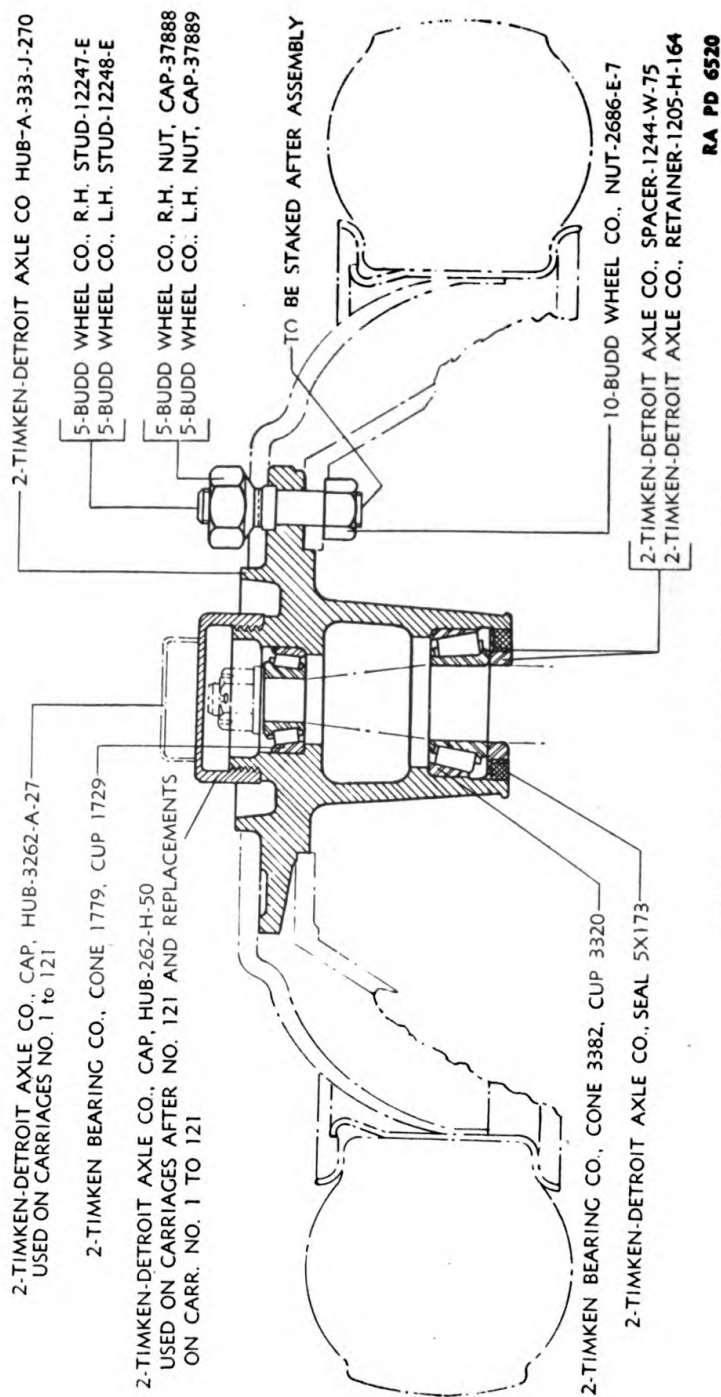 2-TIMKEN-DETROIT AXLE CO., CAP, HUB-3262-A-27
USED ON CARRIAGES NO. 1 to 121
2-TIMKEN BEARING CO., CONE 1779, CUP 1729
2-TIMKEN-DETROIT AXLE CO., CAP, HUB-262-H-50
USED ON CARRIAGES AFTER NO. 121 AND REPLACEMENTS
ON CARR. NO. 1 TO 121
2-TIMKEN-DETROIT AXLE CO HUB-A-333-J-270
5-BUDD WHEEL CO., R.H. STUD-12247-E
5-BUDD WHEEL CO., L.H. STUD-12248-E
5-BUDD WHEEL CO., R.H. NUT, CAP-37888
5-BUDD WHEEL CO., L.H. NUT, CAP-37889
TO BE STAKED AFTER ASSEMBLY
2-TIMKEN BEARING CO., CONE 3382, CUP 3320
2-TIMKEN-DETROIT AXLE CO., SEAL 5X173
10-BUDD WHEEL CO., NUT-2686-E-7
2-TIMKEN-DETROIT AXLE CO., SPACER-1244-W-75
2-TIMKEN-DETROIT AXLE CO., RETAINER-1205-H-164
RA PD 6520